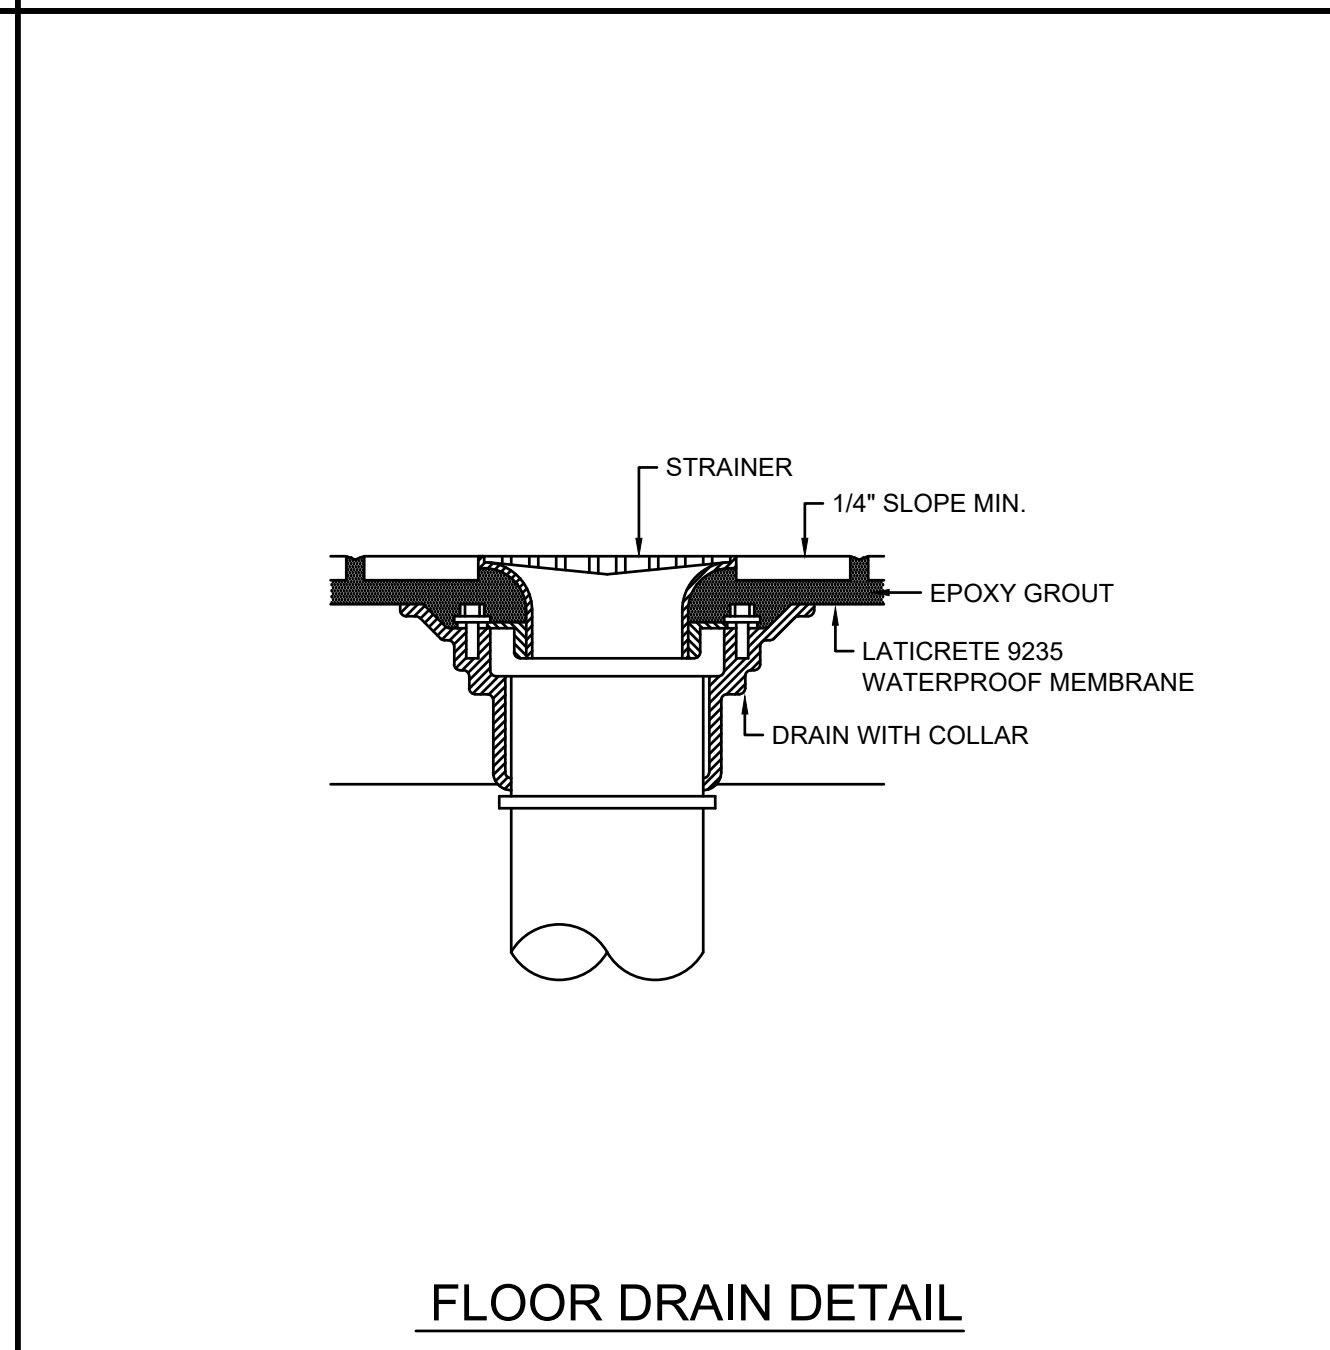 STRAINER
1/4" SLOPE MIN.
EPOXY GROUT
LATICRETE 9235
WATERPROOF MEMBRANE
DRAIN WITH COLLAR
FLOOR DRAIN DETAIL